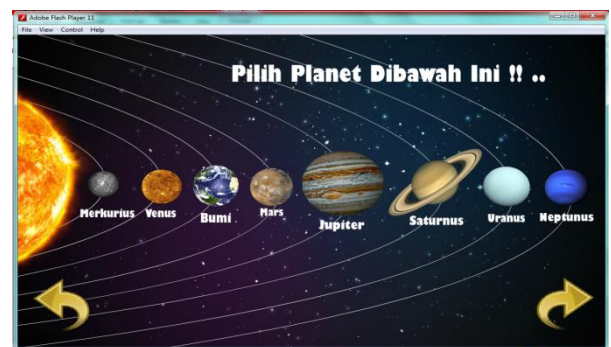 Adobe Flash Player 11
File View Control Help
Pilih Planet Dibawah Ini !! ..
Merkurius Venus Bumi Mars Jupiter Saturnus Uranus Neptunus